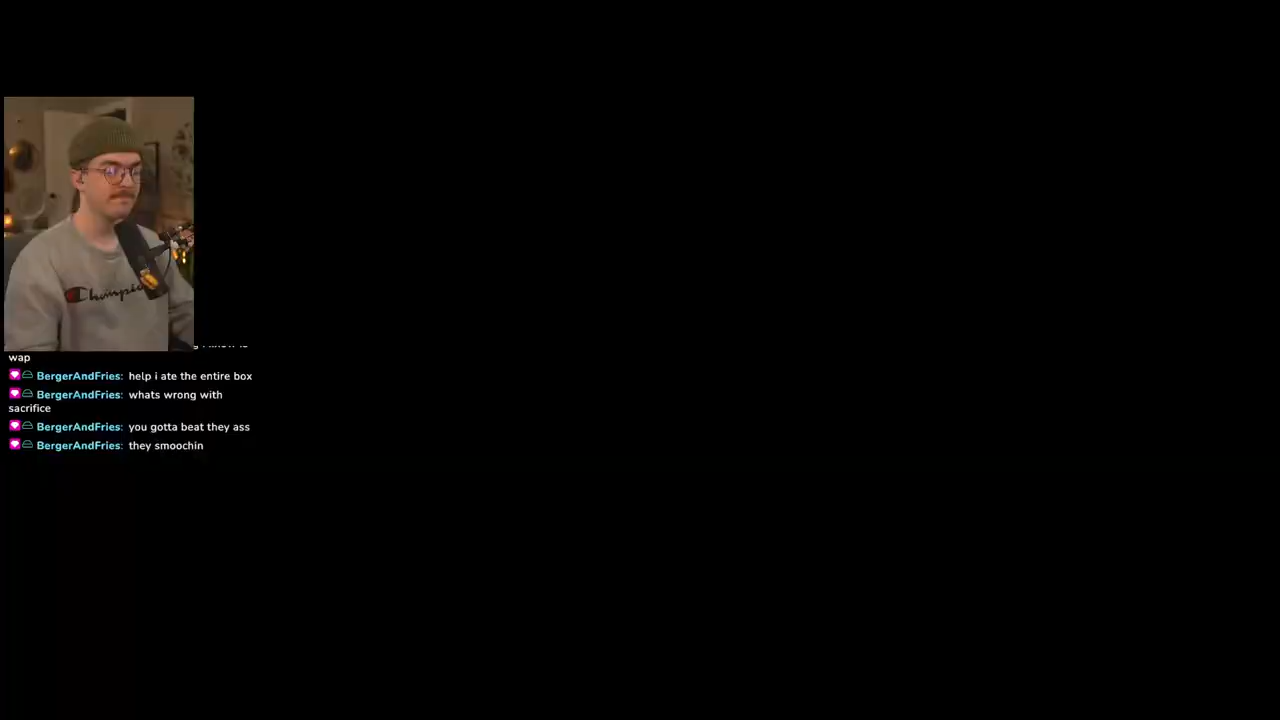 Champio
wap
BergerAndFries: help i ate the entire box
BergerAndFries: whats wrong with
sacrifice
BergerAndFries: you gotta beat they ass
BergerAndFries: they smoochin